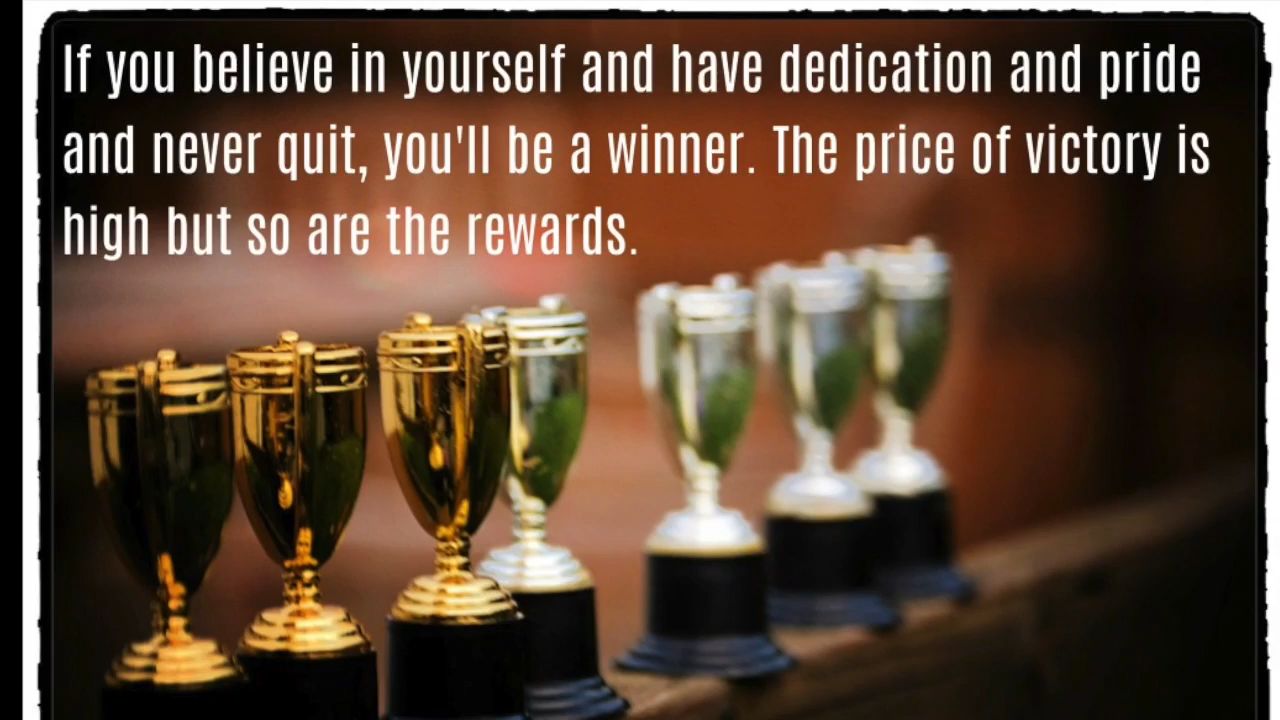 If you believe in yourself and have dedication and pride
and never quit, you'll be a winner. The price of victory is
high but so are the rewards.